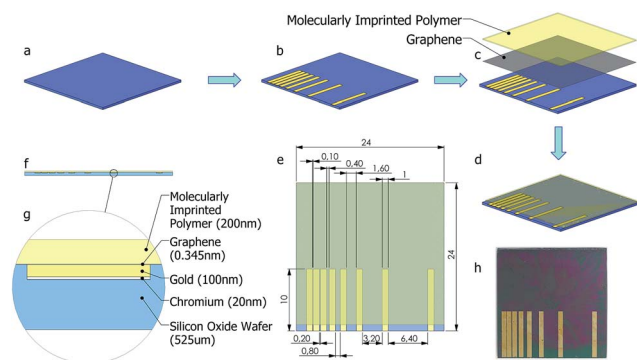 Molecularly Imprinted Polymer
Graphene
a
b
c
d
e
24
0,10
0,40
1,60
1
24
10
0,20
0,80
3,20
6,40
f
g
Molecularly
Imprinted
Polymer (200nm)
Graphene
(0.345nm)
Gold (100nm)
Chromium (20nm)
Silicon Oxide Wafer
(525um)
h